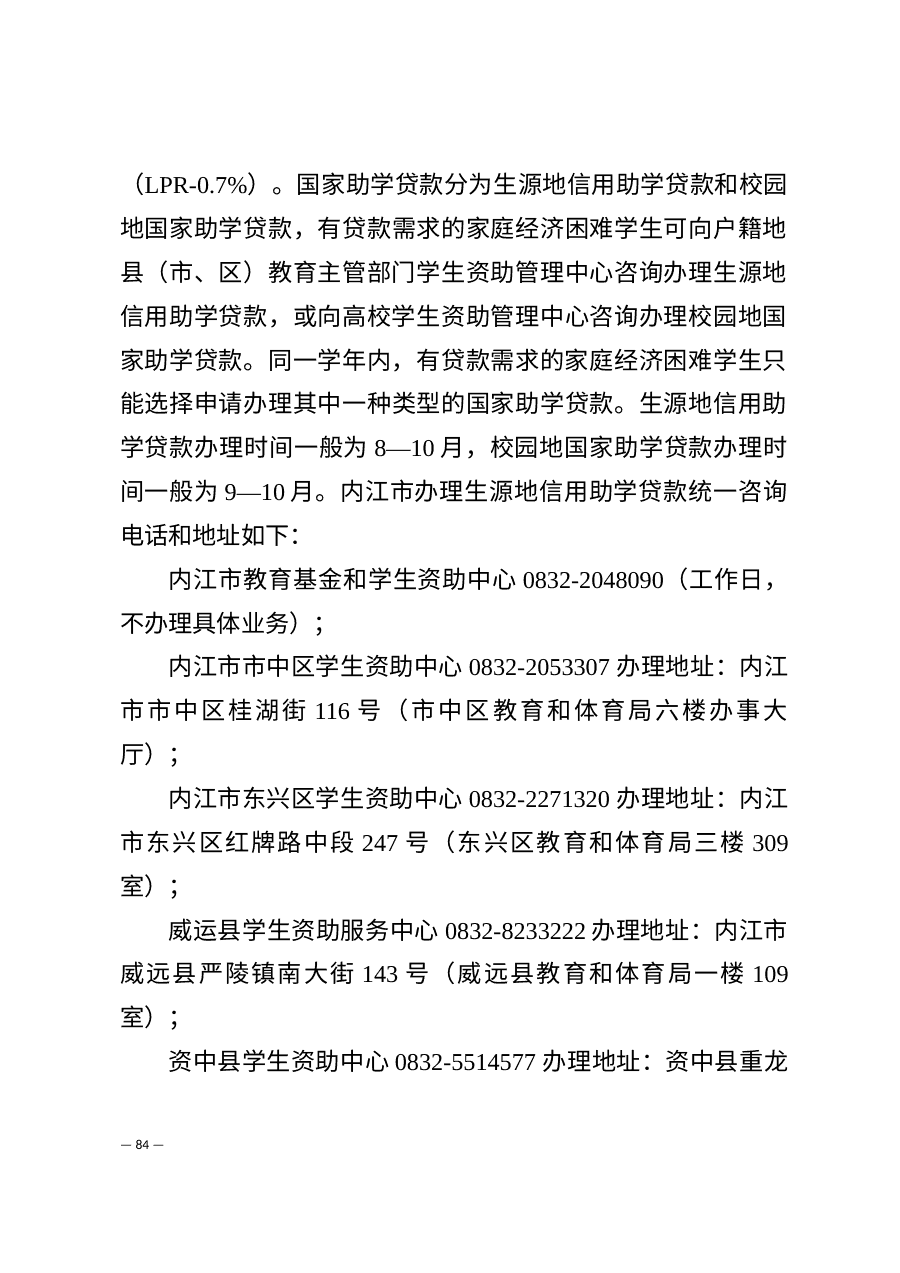 （LPR-0.7%）。国家助学贷款分为生源地信用助学贷款和校园
地国家助学贷款，有贷款需求的家庭经济困难学生可向户籍地
县（市、区）教育主管部门学生资助管理中心咨询办理生源地
信用助学贷款，或向高校学生资助管理中心咨询办理校园地国
家助学贷款。同一学年内，有贷款需求的家庭经济困难学生只
能选择申请办理其中一种类型的国家助学贷款。生源地信用助
学贷款办理时间一般为 8—10 月，校园地国家助学贷款办理时
间一般为 9—10 月。内江市办理生源地信用助学贷款统一咨询
电话和地址如下：
内江市教育基金和学生资助中心 0832-2048090（工作日，
不办理具体业务）；
内江市市中区学生资助中心 0832-2053307 办理地址：内江
市市中区桂湖街 116 号（市中区教育和体育局六楼办事大
厅）；
内江市东兴区学生资助中心 0832-2271320 办理地址：内江
市东兴区红牌路中段 247 号（东兴区教育和体育局三楼 309
室）；
威运县学生资助服务中心 0832-8233222 办理地址：内江市
威远县严陵镇南大街 143 号（威远县教育和体育局一楼 109
室）；
资中县学生资助中心 0832-5514577 办理地址：资中县重龙
— 84 —